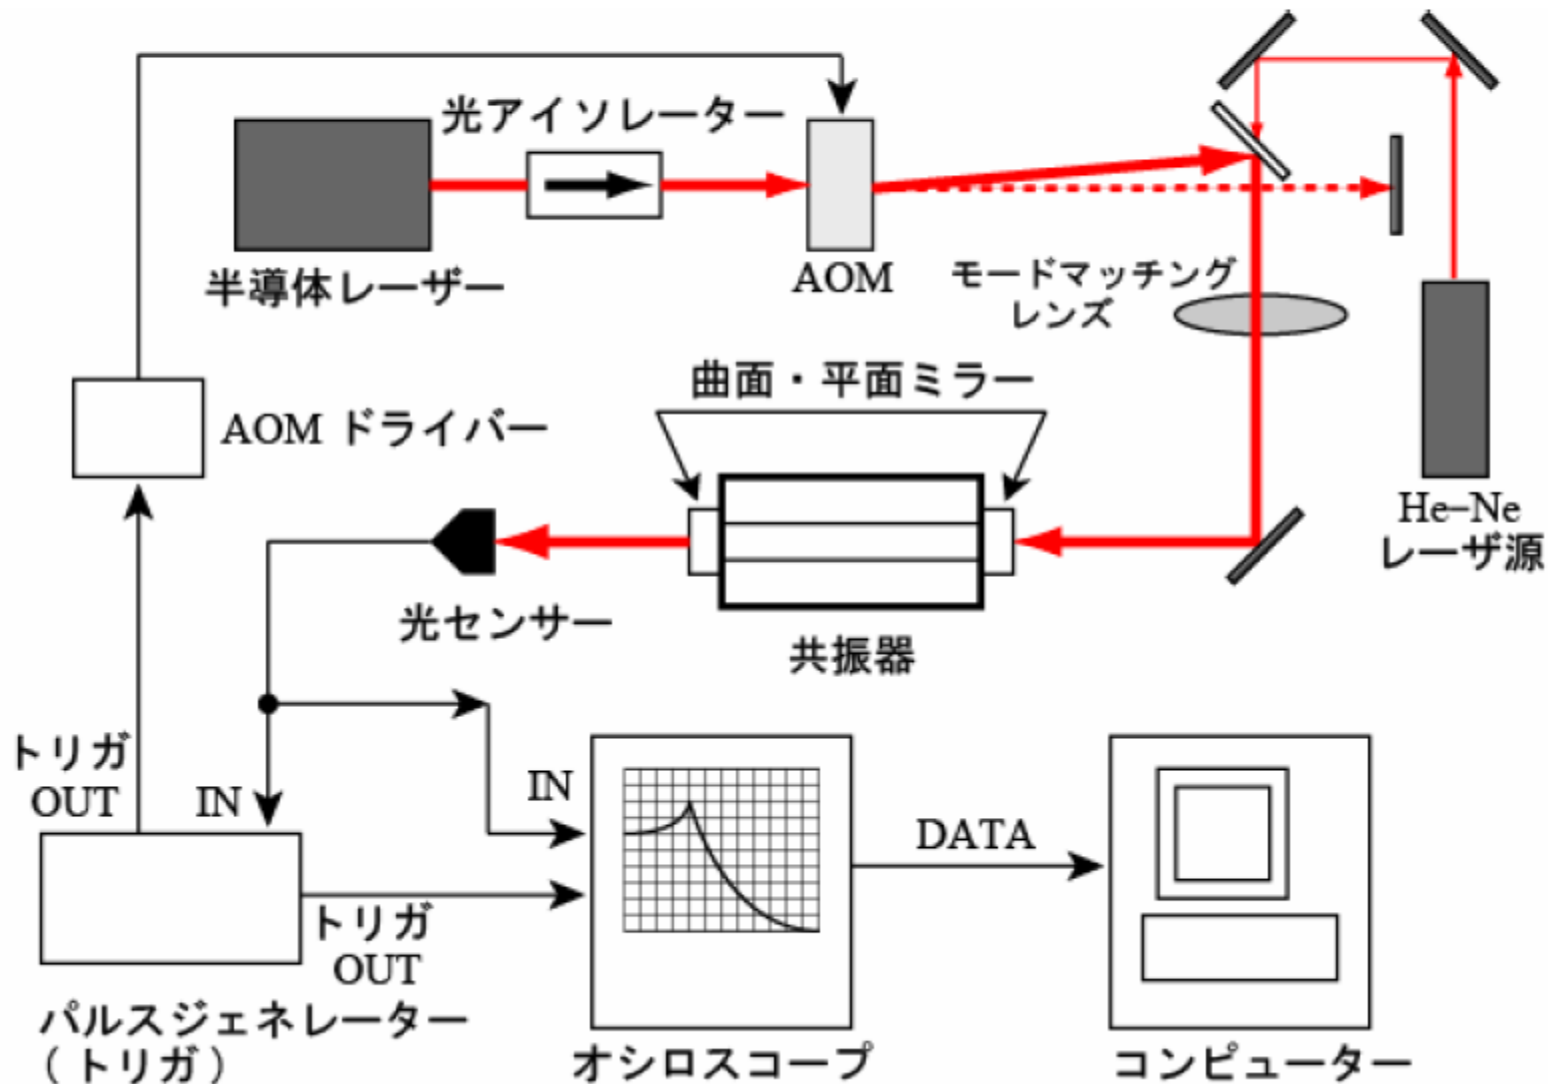 光アイソレーター
半導体レーザー
AOM
モードマッチング
レンズ
曲面・平面ミラー
AOM ドライバー
He–Ne
レーザ源
光センサー
共振器
トリガ
OUT
IN
IN
DATA
トリガ
OUT
パルスジェネレーター
(トリガ)
オシロスコープ
コンピューター